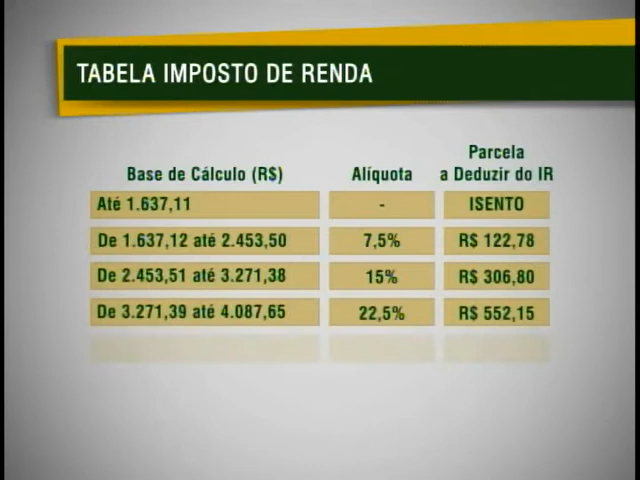 TABELA IMPOSTO DE RENDA
Parcela
Base de Cálculo (R$) Alíquota a Deduzir do IR
Até 1.637,11 - ISENTO
De 1.637,12 até 2.453,50 7,5% R$ 122,78
De 2.453,51 até 3.271,38 15% R$ 306,80
De 3.271,39 até 4.087,65 22,5% R$ 552,15